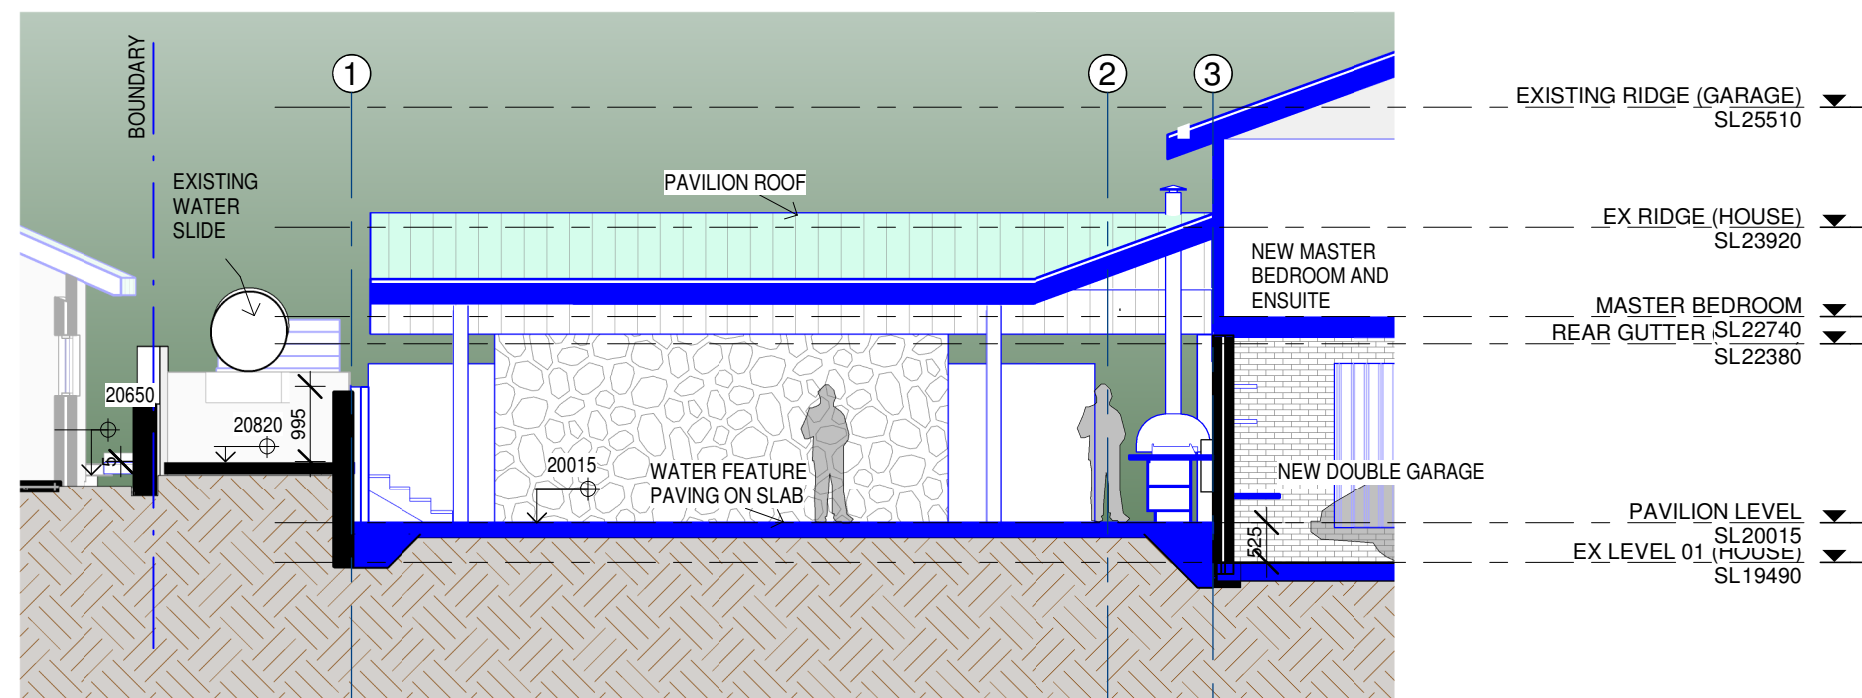 BOUNDARY
1
2
3
EXISTING RIDGE (GARAGE)
SL25510
EXISTING
WATER
SLIDE
PAVILION ROOF
EX RIDGE (HOUSE)
SL23920
NEW MASTER
BEDROOM AND
ENSUITE
MASTER BEDROOM
SL22740
REAR GUTTER (
SL22380
20650
20820
995
5
20015
WATER FEATURE
PAVING ON SLAB
NEW DOUBLE GARAGE
525
PAVILION LEVEL
SL20015
EX LEVEL 01 (HOUSE)
SL19490